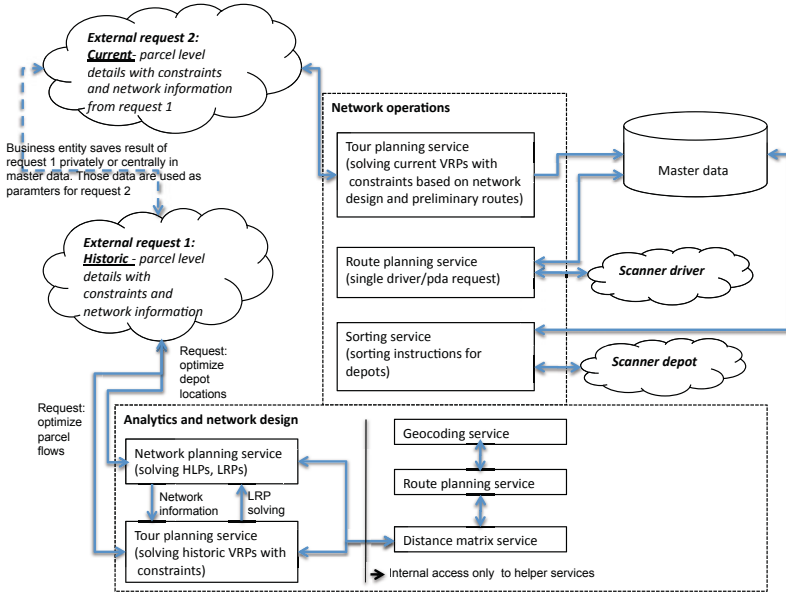 External request 2:
Current- parcel level
details with constraints
and network information
from request 1
Business entity saves result of
request 1 privately or centrally in
master data. Those data are used as
paramters for request 2
External request 1:
Historic - parcel level
details with
constraints and
network information
Network operations
Tour planning service
(solving current VRPs with
constraints based on network
design and preliminary routes)
Master data
Route planning service
(single driver/pda request)
Scanner driver
Sorting service
(sorting instructions for
depots)
Scanner depot
Request:
optimize
depot
locations
Request:
optimize
parcel
flows
Analytics and network design
Network planning service
(solving HLPs, LRPs)
Network
information
LRP
solving
Tour planning service
(solving historic VRPs with
constraints)
Geocoding service
Route planning service
Distance matrix service
Internal access only to helper services